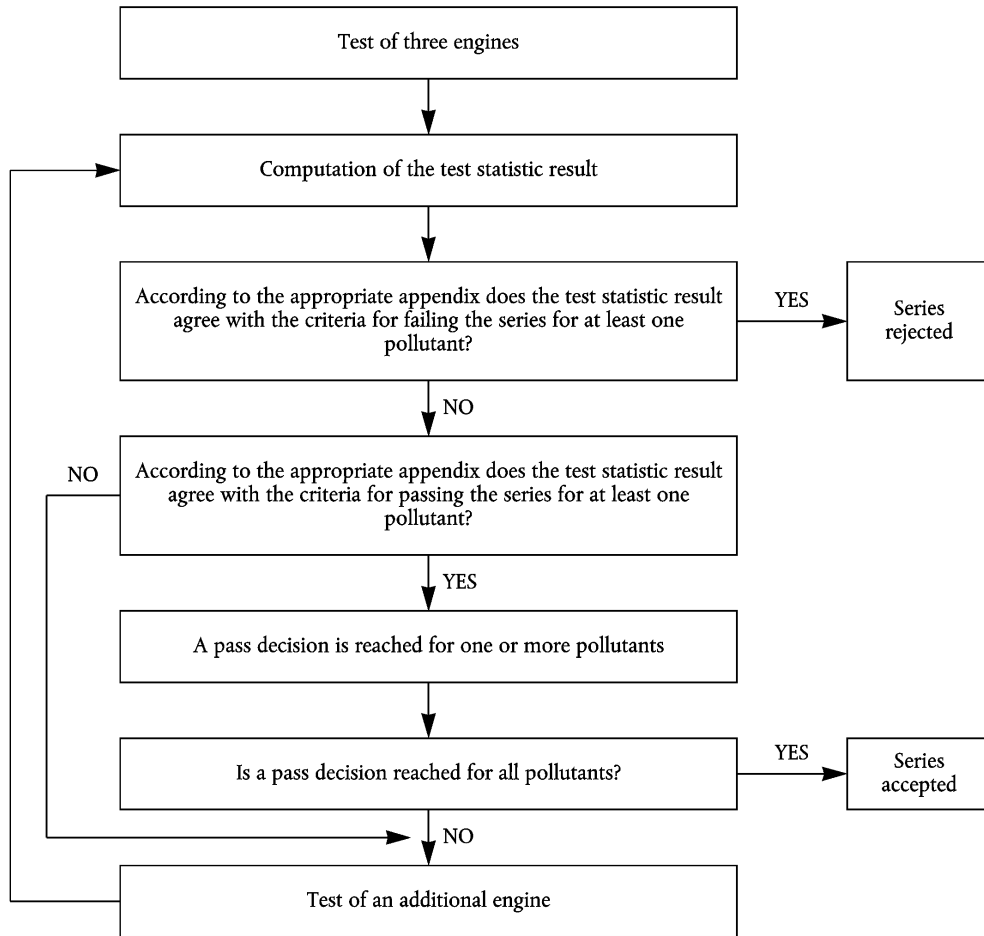 Test of three engines
Computation of the test statistic result
According to the appropriate appendix does the test statistic result
agree with the criteria for failing the series for at least one
pollutant?
YES
Series
rejected
NO
According to the appropriate appendix does the test statistic result
agree with the criteria for passing the series for at least one
pollutant?
NO
YES
A pass decision is reached for one or more pollutants
Is a pass decision reached for all pollutants?
YES
Series
accepted
NO
Test of an additional engine